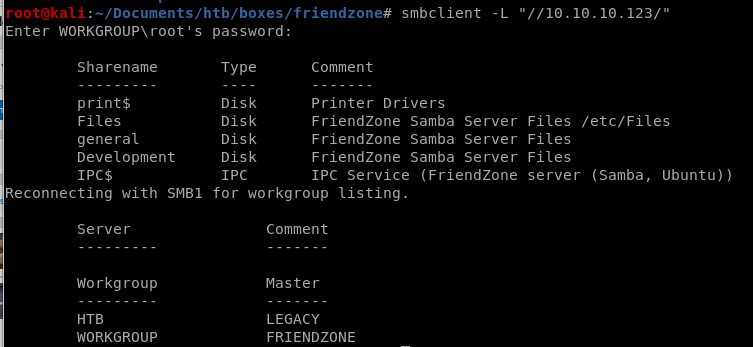 root@kali:~/Documents/htb/boxes/friendzone# smbclient -L "//10.10.10.123/"
Enter WORKGROUP\root's password:
Sharename Type Comment
--------- ---- -------
print$ Disk Printer Drivers
Files Disk FriendZone Samba Server Files /etc/Files
general Disk FriendZone Samba Server Files
Development Disk FriendZone Samba Server Files
IPC$ IPC IPC Service (FriendZone server (Samba, Ubuntu))
Reconnecting with SMB1 for workgroup listing.
Server Comment
--------- -------
Workgroup Master
--------- -------
HTB LEGACY
WORKGROUP FRIENDZONE